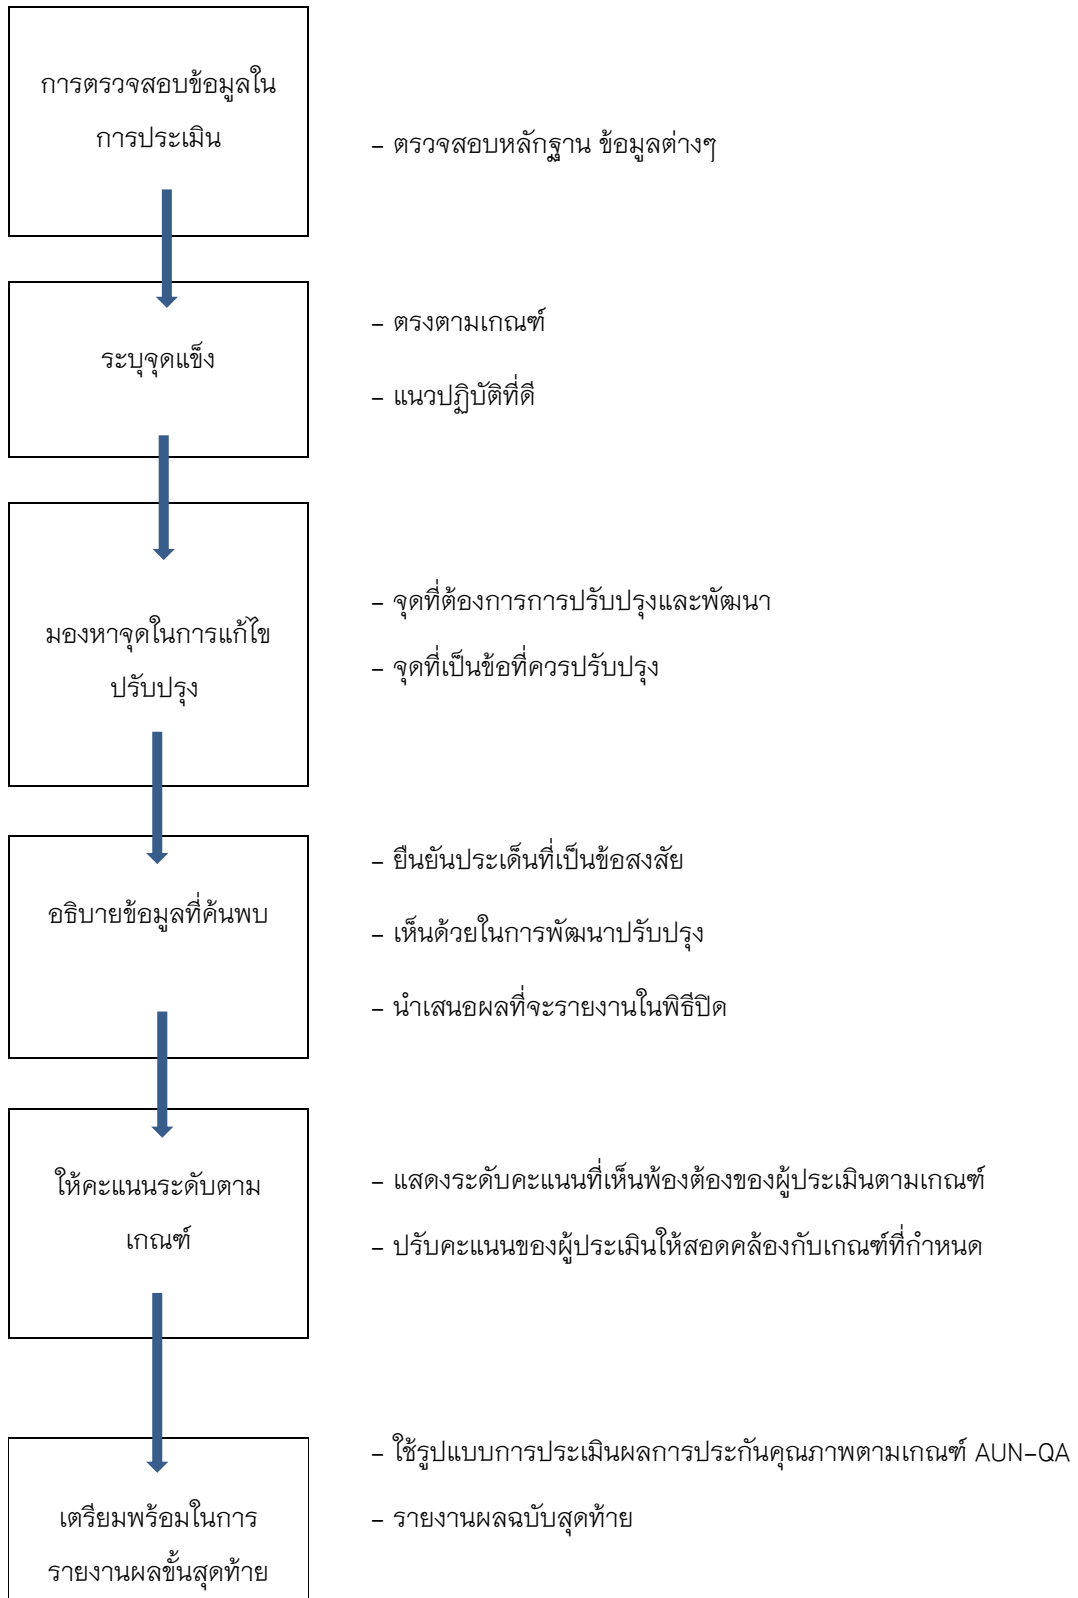 การตรวจสอบข้อมูลใน
การประเมิน
- ตรวจสอบหลักฐาน ข้อมูลต่างๆ
ระบุจุดแข็ง
- ตรงตามเกณฑ์
- แนวปฏิบัติที่ดี
มองหาจุดในการแก้ไข
ปรับปรุง
- จุดที่ต้องการการปรับปรุงและพัฒนา
- จุดที่เป็นข้อที่ควรปรับปรุง
อธิบายข้อมูลที่ค้นพบ
- ยืนยันประเด็นที่เป็นข้อสงสัย
- เห็นด้วยในการพัฒนาปรับปรุง
- นำเสนอผลที่จะรายงานในพิธีปิด
ให้คะแนนระดับตาม
เกณฑ์
- แสดงระดับคะแนนที่เห็นพ้องต้องของผู้ประเมินตามเกณฑ์
- ปรับคะแนนของผู้ประเมินให้สอดคล้องกับเกณฑ์ที่กำหนด
เตรียมพร้อมในการ
รายงานผลขั้นสุดท้าย
- ใช้รูปแบบการประเมินผลการประกันคุณภาพตามเกณฑ์ AUN-QA
- รายงานผลฉบับสุดท้าย